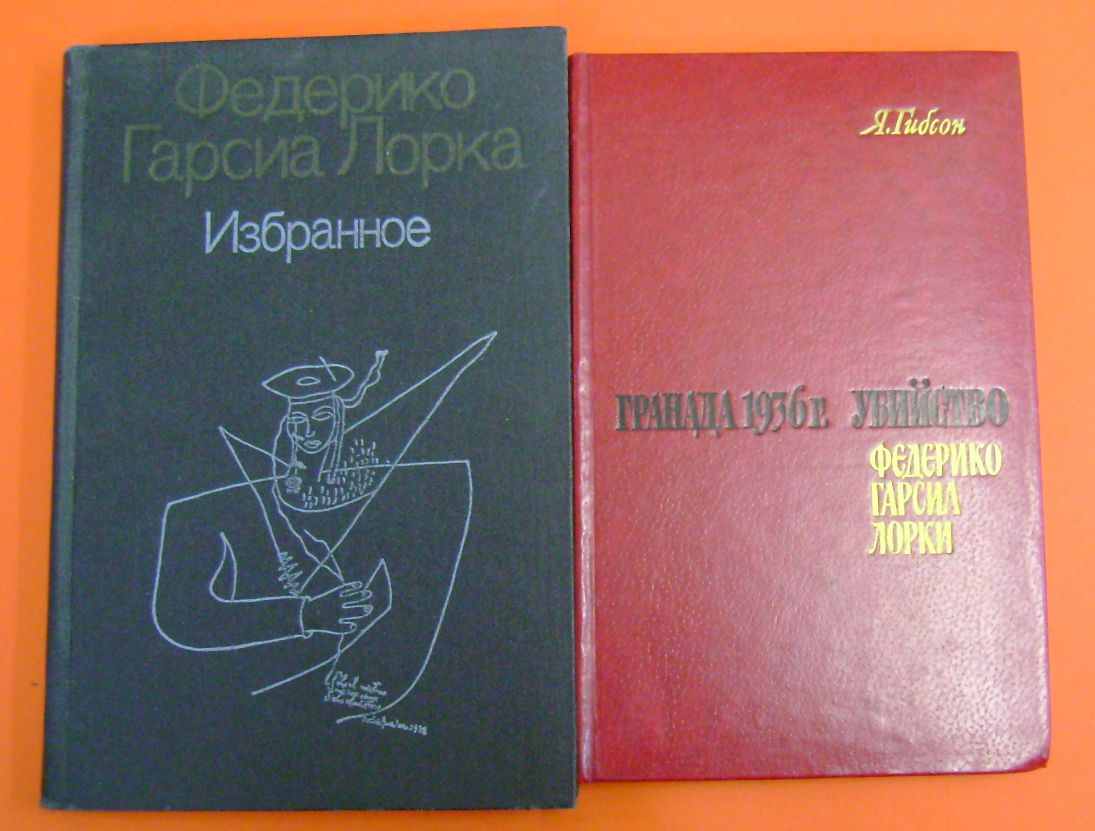 Федерико
Гарсиа Лорка
Избранное
Я. Гибсон
ГРАНАДА 1936 г. УБИЙСТВО
ФЕДЕРИКО
ГАРСИА
ЛОРКИ